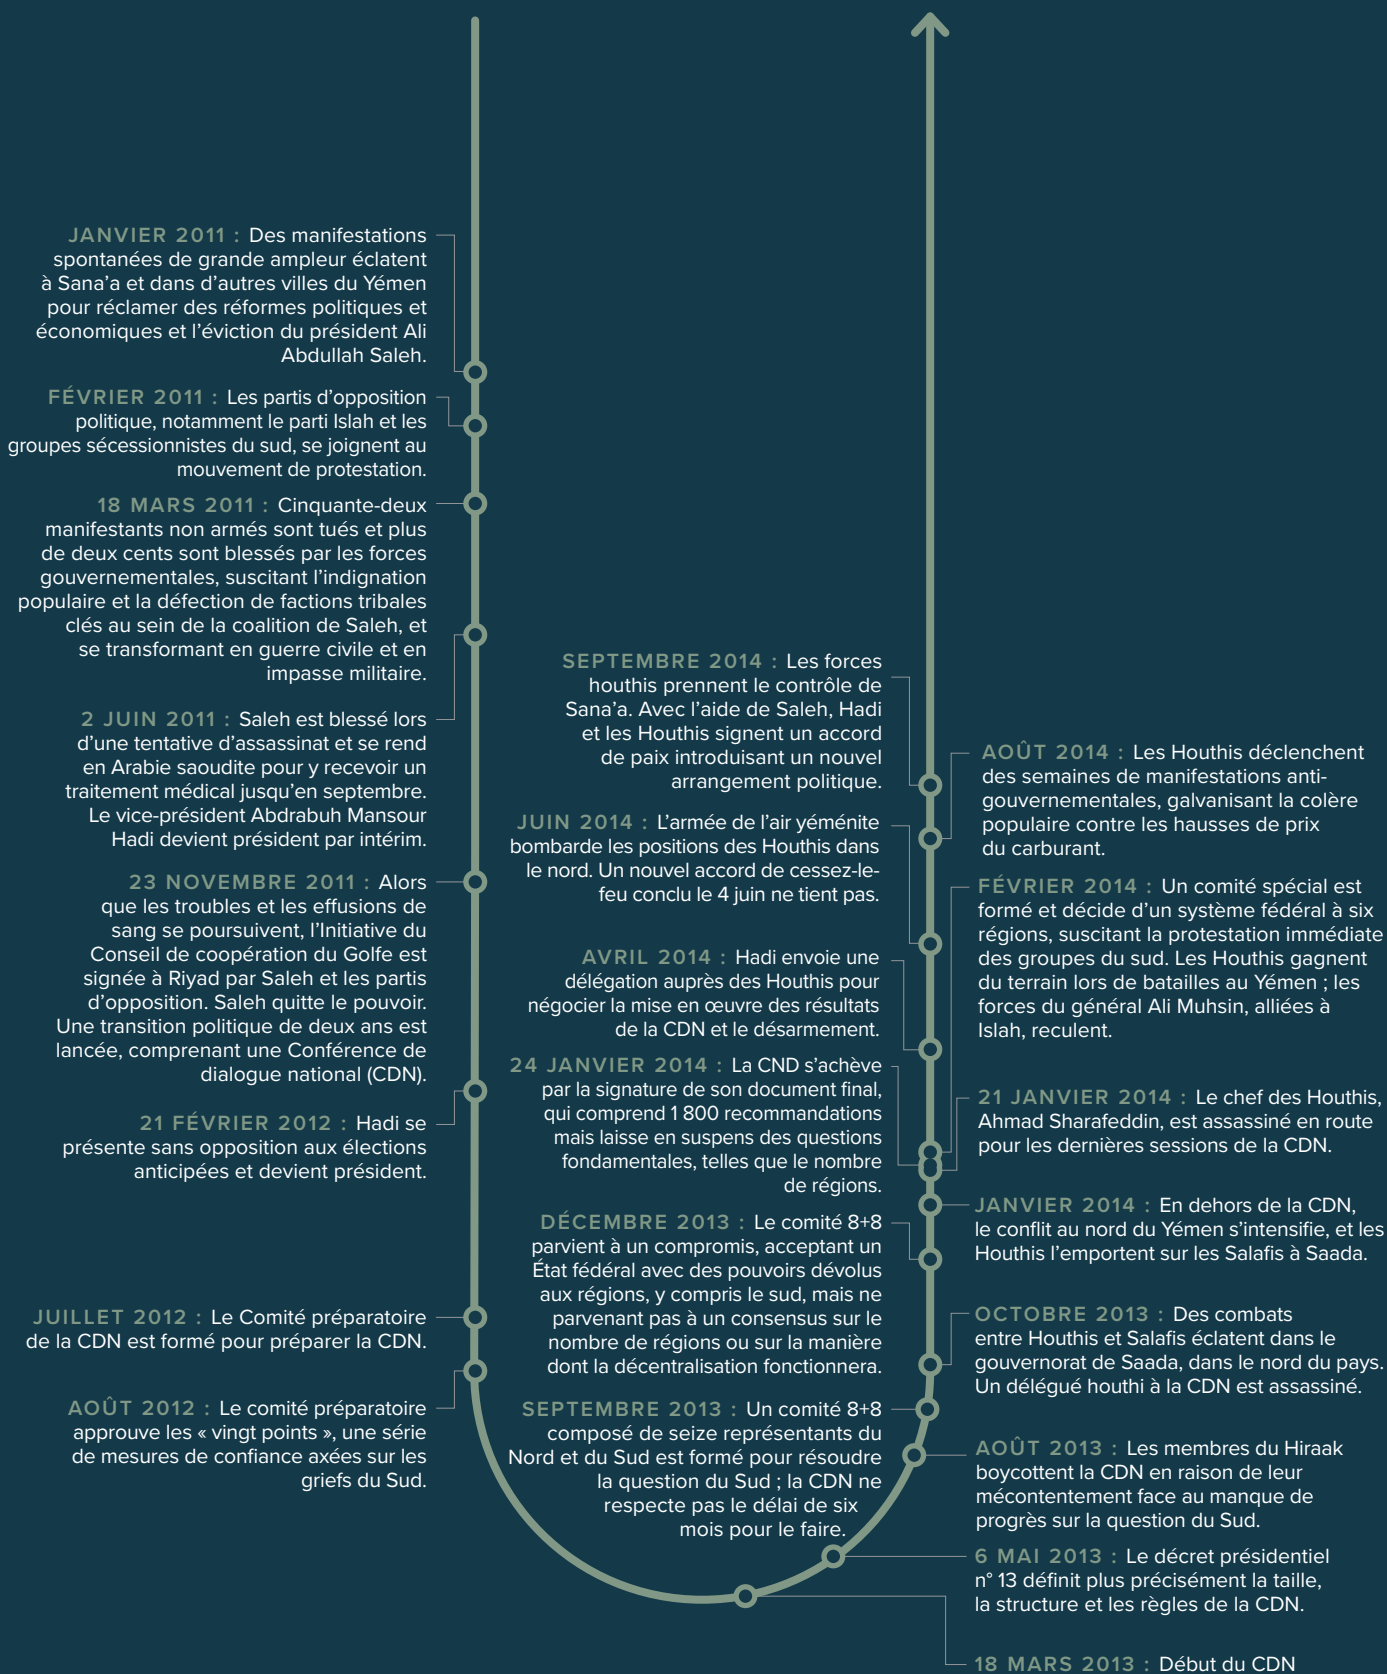 JANVIER 2011 : Des manifestations
spontanées de grande ampleur éclatent
à Sana’a et dans d’autres villes du Yémen
pour réclamer des réformes politiques et
économiques et l’éviction du président Ali
Abdullah Saleh.
FÉVRIER 2011 : Les partis d’opposition
politique, notamment le parti Islah et les
groupes sécessionnistes du sud, se joignent au
mouvement de protestation.
18 MARS 2011 : Cinquante-deux
manifestants non armés sont tués et plus
de deux cents sont blessés par les forces
gouvernementales, suscitant l’indignation
populaire et la défection de factions tribales
clés au sein de la coalition de Saleh, et
se transformant en guerre civile et en
impasse militaire.
2 JUIN 2011 : Saleh est blessé lors
d’une tentative d’assassinat et se rend
en Arabie saoudite pour y recevoir un
traitement médical jusqu’en septembre.
Le vice-président Abdrabuh Mansour
Hadi devient président par intérim.
23 NOVEMBRE 2011 : Alors
que les troubles et les effusions de
sang se poursuivent, l’Initiative du
Conseil de coopération du Golfe est
signée à Riyad par Saleh et les partis
d’opposition. Saleh quitte le pouvoir.
Une transition politique de deux ans est
lancée, comprenant une Conférence de
dialogue national (CDN).
21 FÉVRIER 2012 : Hadi se
présente sans opposition aux élections
anticipées et devient président.
JUILLET 2012 : Le Comité préparatoire
de la CDN est formé pour préparer la CDN.
AOÛT 2012 : Le comité préparatoire
approuve les « vingt points », une série
de mesures de confiance axées sur les
griefs du Sud.
18 MARS 2013 : Début du CDN
6 MAI 2013 : Le décret présidentiel
n° 13 définit plus précisément la taille,
la structure et les règles de la CDN.
AOÛT 2013 : Les membres du Hiraak
boycottent la CDN en raison de leur
mécontentement face au manque de
progrès sur la question du Sud.
SEPTEMBRE 2013 : Un comité 8+8
composé de seize représentants du
Nord et du Sud est formé pour résoudre
la question du Sud ; la CDN ne
respecte pas le délai de six
mois pour le faire.
OCTOBRE 2013 : Des combats
entre Houthis et Salafis éclatent dans le
gouvernorat de Saada, dans le nord du pays.
Un délégué houthi à la CDN est assassiné.
DÉCEMBRE 2013 : Le comité 8+8
parvient à un compromis, acceptant un
État fédéral avec des pouvoirs dévolus
aux régions, y compris le sud, mais ne
parvenant pas à un consensus sur le
nombre de régions ou sur la manière
dont la décentralisation fonctionnera.
JANVIER 2014 : En dehors de la CDN,
le conflit au nord du Yémen s’intensifie, et les
Houthis l’emportent sur les Salafis à Saada.
21 JANVIER 2014 : Le chef des Houthis,
Ahmad Sharafeddin, est assassiné en route
pour les dernières sessions de la CDN.
24 JANVIER 2014 : La CND s’achève
par la signature de son document final,
qui comprend 1 800 recommandations
mais laisse en suspens des questions
fondamentales, telles que le nombre
de régions.
FÉVRIER 2014 : Un comité spécial est
formé et décide d’un système fédéral à six
régions, suscitant la protestation immédiate
des groupes du sud. Les Houthis gagnent
du terrain lors de batailles au Yémen ; les
forces du général Ali Muhsin, alliées à
Islah, reculent.
AVRIL 2014 : Hadi envoie une
délégation auprès des Houthis pour
négocier la mise en œuvre des résultats
de la CDN et le désarmement.
JUIN 2014 : L’armée de l’air yéménite
bombarde les positions des Houthis dans
le nord. Un nouvel accord de cessez-le-
feu conclu le 4 juin ne tient pas.
AOÛT 2014 : Les Houthis déclenchent
des semaines de manifestations anti-
gouvernementales, galvanisant la colère
populaire contre les hausses de prix
du carburant.
SEPTEMBRE 2014 : Les forces
houthis prennent le contrôle de
Sana’a. Avec l’aide de Saleh, Hadi
et les Houthis signent un accord
de paix introduisant un nouvel
arrangement politique.